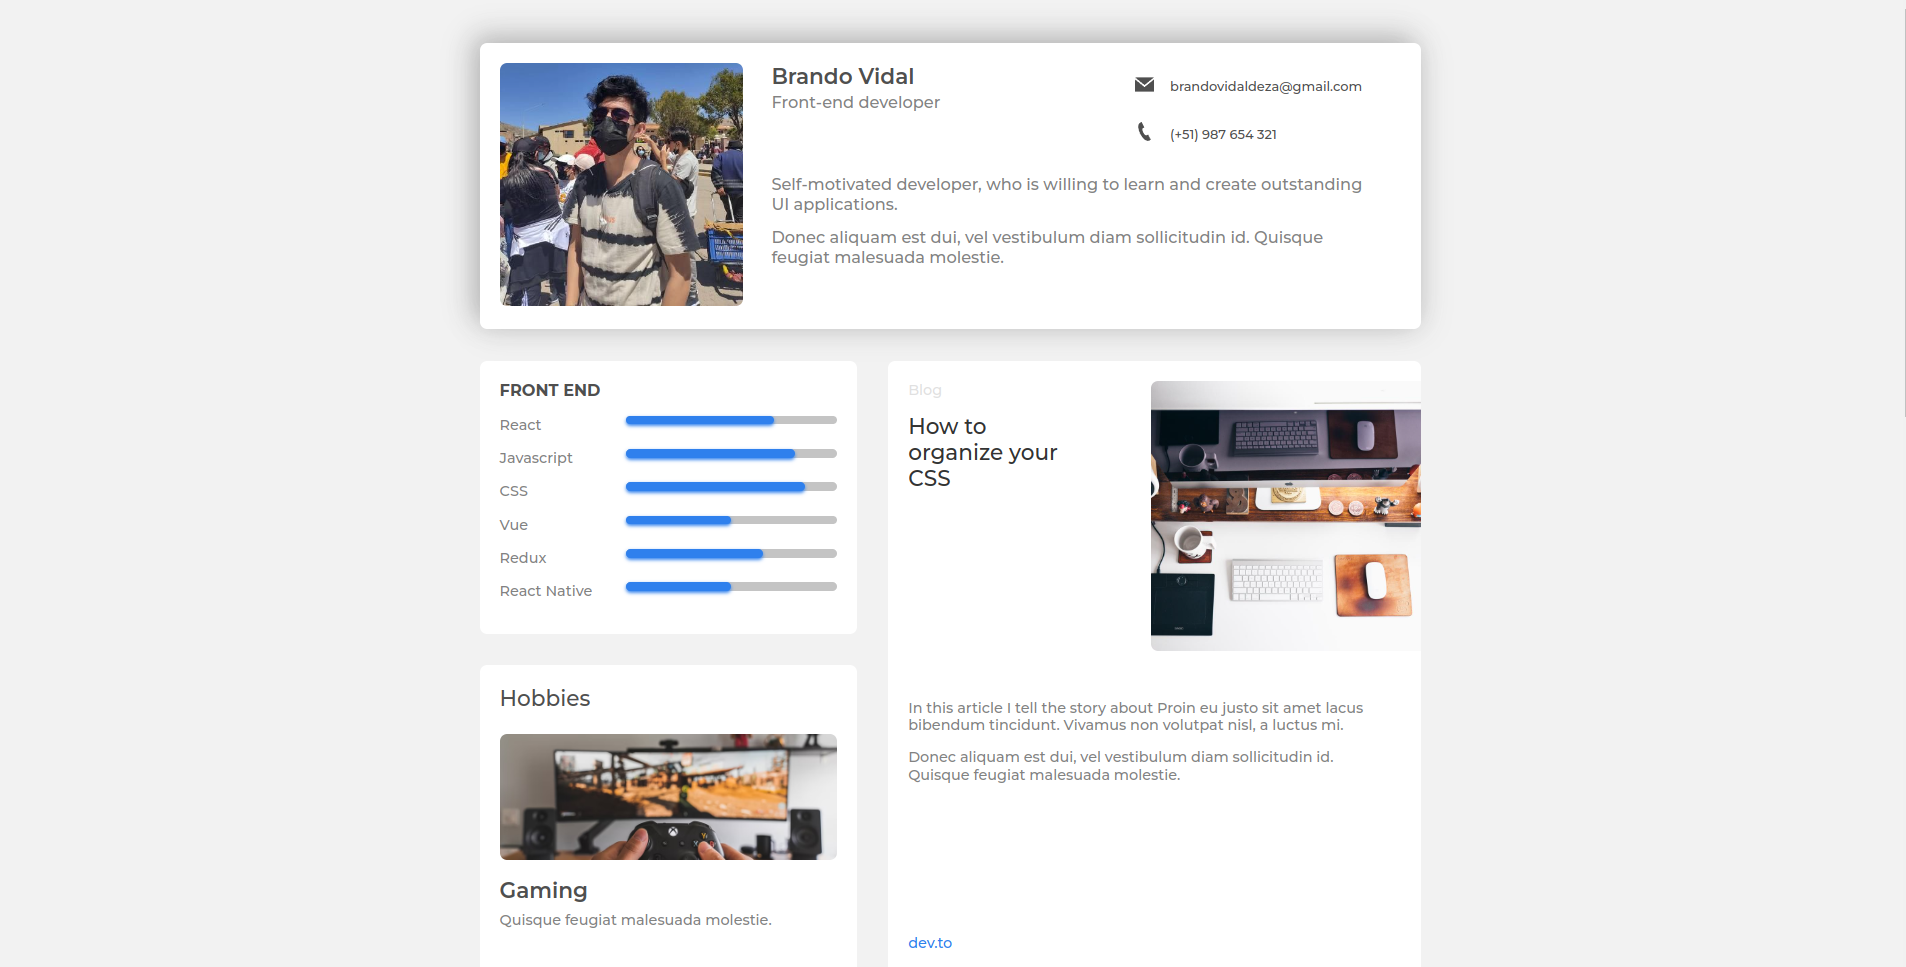 Brando Vidal
Front-end developer
brandovidaldeza@gmail.com
(+51) 987 654 321
Self-motivated developer, who is willing to learn and create outstanding
UI applications.
Donec aliquam est dui, vel vestibulum diam sollicitudin id. Quisque
feugiat malesuada molestie.
FRONT END
React
Javascript
CSS
Vue
Redux
React Native
Hobbies
Gaming
Quisque feugiat malesuada molestie.
Blog
How to
organize your
CSS
In this article I tell the story about Proin eu justo sit amet lacus
bibendum tincidunt. Vivamus non volutpat nisl, a luctus mi.
Donec aliquam est dui, vel vestibulum diam sollicitudin id.
Quisque feugiat malesuada molestie.
dev.to